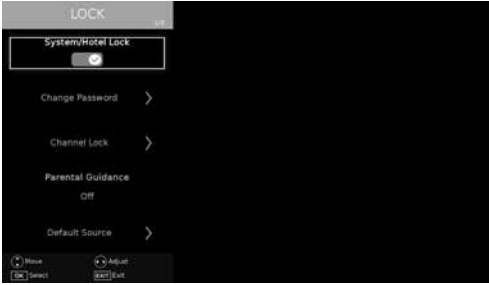 LOCK
System/Hotel Lock
Change Password
Channel Lock
Parental Guidance
Off
Default Source
Move Adjust
OK Select EXIT Exit